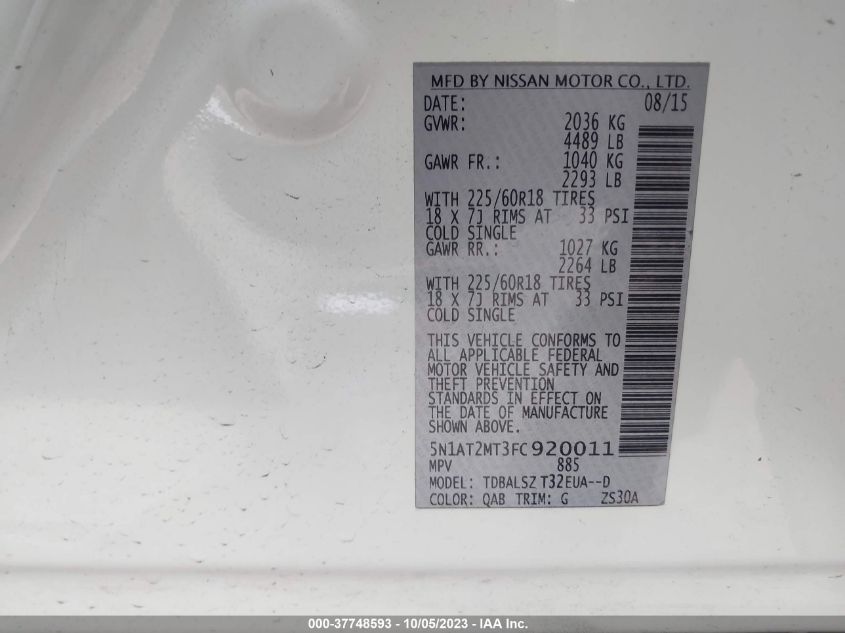 MFD BY NISSAN MOTOR CO., LTD.
DATE: 08/15
GVWR: 2036 KG
4489 LB
GAWR FR.: 1040 KG
2293 LB
WITH 225/60R18 TIRES
18 X 7J RIMS AT 33 PSI
COLD SINGLE
GAWR RR.: 1027 KG
2264 LB
WITH 225/60R18 TIRES
18 X 7J RIMS AT 33 PSI
COLD SINGLE
THIS VEHICLE CONFORMS TO
ALL APPLICABLE FEDERAL
MOTOR VEHICLE SAFETY AND
THEFT PREVENTION
STANDARDS IN EFFECT ON
THE DATE OF MANUFACTURE
SHOWN ABOVE.
5N1AT2MT3FC920011
MPV 885
MODEL: TDBALSZ T32EUA--D
COLOR: QAB TRIM: G ZS30A
000-37748593 - 10/05/2023 - IAA Inc.